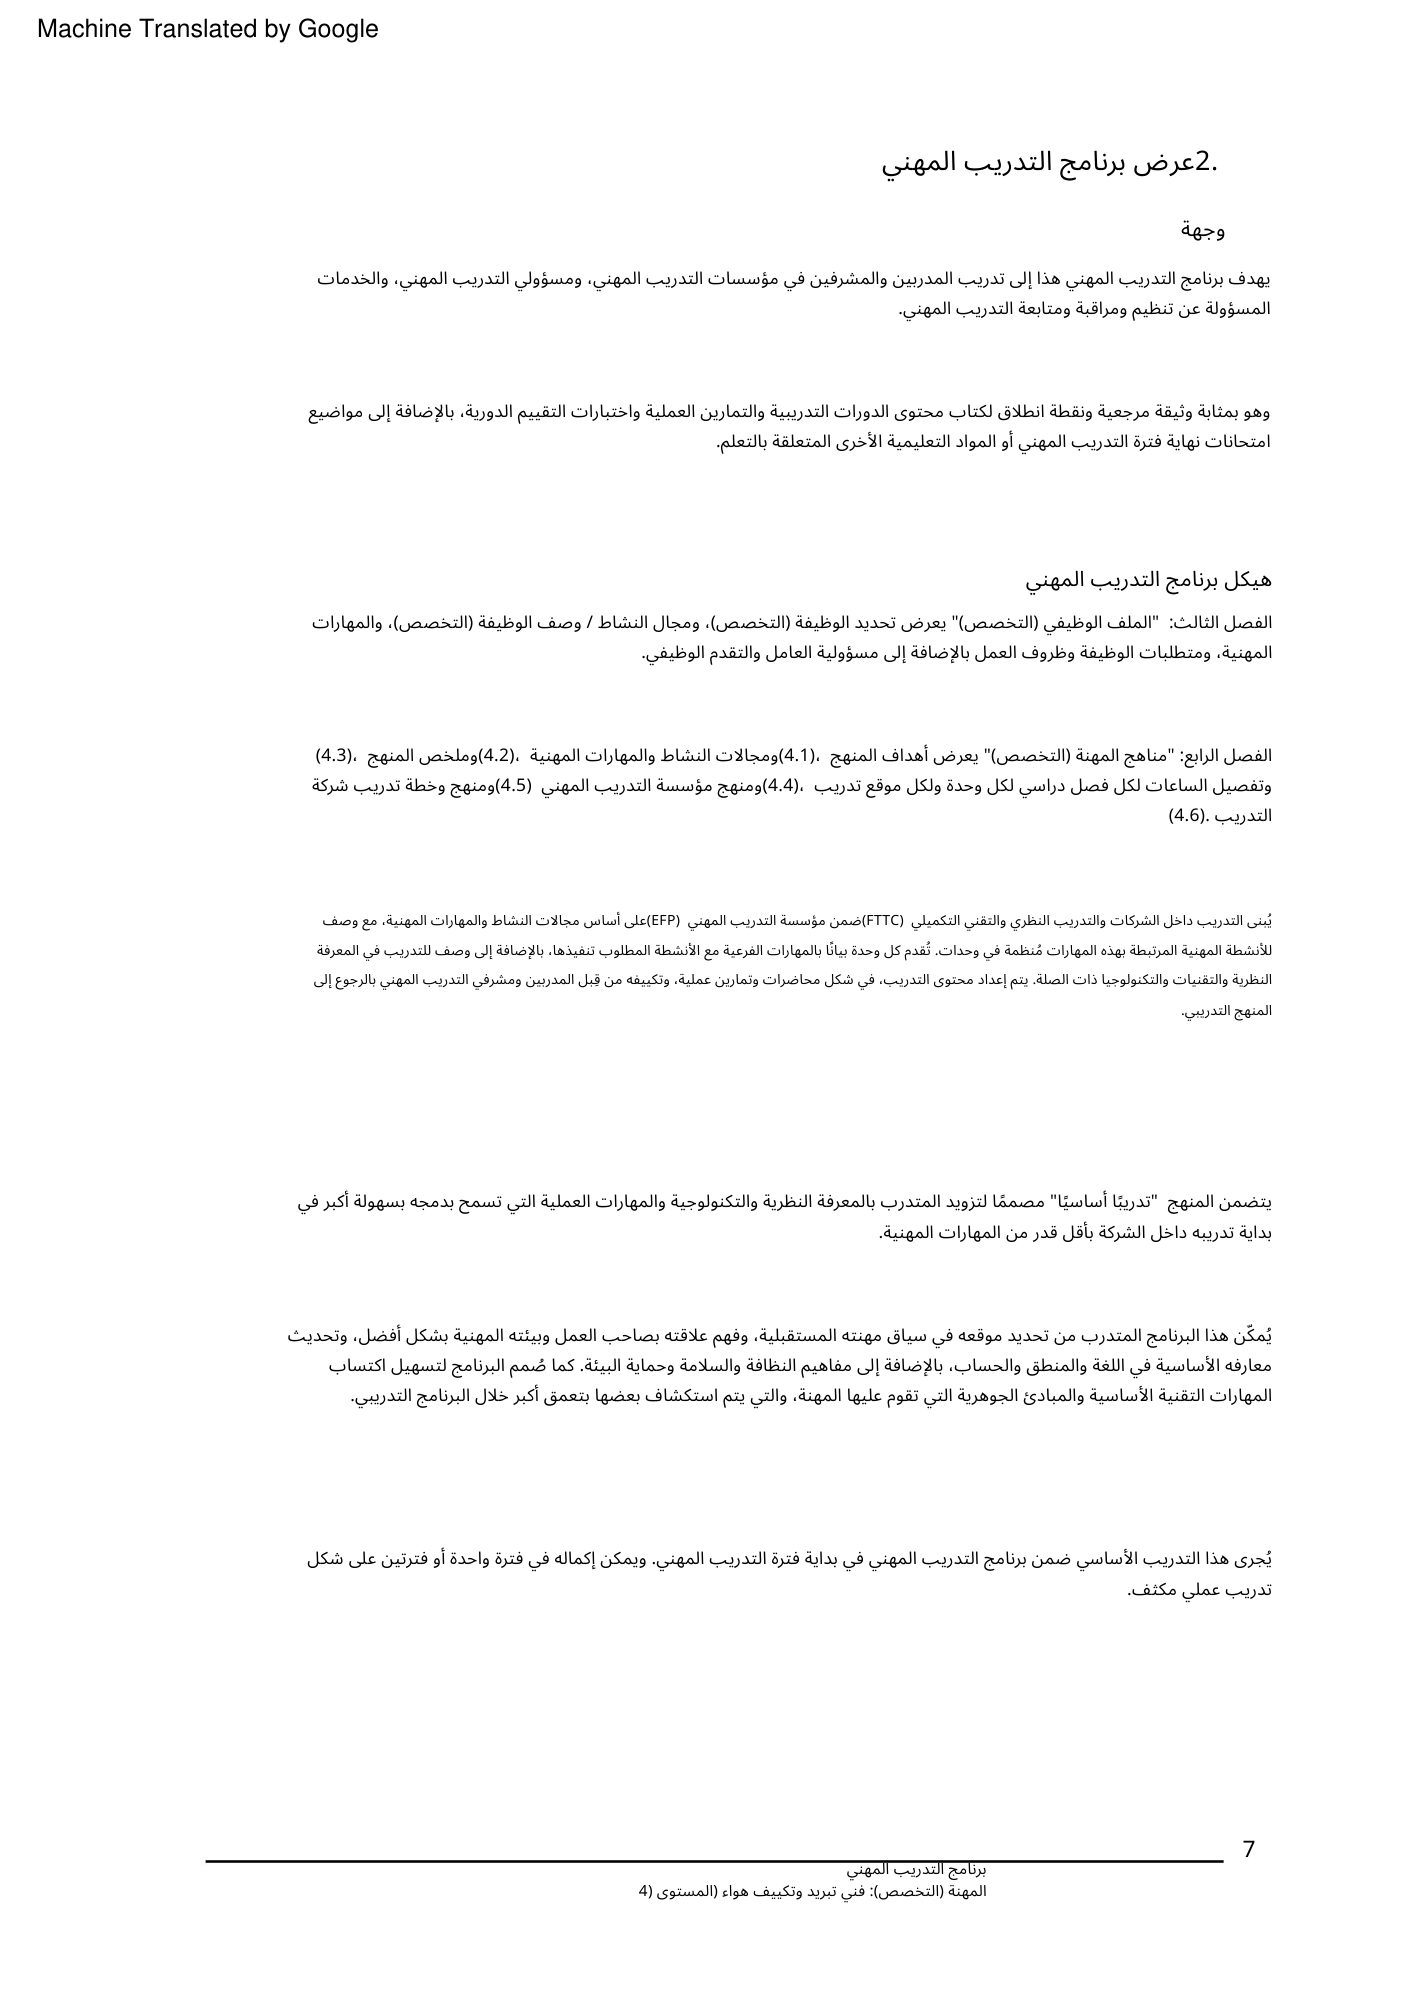 Machine Translated by Google
.2عرض برنامج التدريب المهني
وجهة
يهدف برنامج التدريب المهني هذا إلى تدريب المدربين والمشرفين في مؤسسات التدريب المهني، ومسؤولي التدريب المهني، والخدمات
المسؤولة عن تنظيم ومراقبة ومتابعة التدريب المهني.
وهو بمثابة وثيقة مرجعية ونقطة انطلاق لكتاب محتوى الدورات التدريبية والتمارين العملية واختبارات التقييم الدورية، بالإضافة إلى مواضيع
امتحانات نهاية فترة التدريب المهني أو المواد التعليمية الأخرى المتعلقة بالتعلم.
هيكل برنامج التدريب المهني
الفصل الثالث: "الملف الوظيفي (التخصص)" يعرض تحديد الوظيفة (التخصص)، ومجال النشاط / وصف الوظيفة (التخصص)، والمهارات
المهنية، ومتطلبات الوظيفة وظروف العمل بالإضافة إلى مسؤولية العامل والتقدم الوظيفي.
الفصل الرابع: "مناهج المهنة (التخصص)" يعرض أهداف المنهج ،(4.1)ومجالات النشاط والمهارات المهنية ،(4.2)وملخص المنهج ،(4.3)
وتفصيل الساعات لكل فصل دراسي لكل وحدة ولكل موقع تدريب ،(4.4)ومنهج مؤسسة التدريب المهني (4.5)ومنهج وخطة تدريب شركة
التدريب .(4.6)
يُبنى التدريب داخل الشركات والتدريب النظري والتقني التكميلي (FTTC)ضمن مؤسسة التدريب المهني (EFP)على أساس مجالات النشاط والمهارات المهنية، مع وصف
للأنشطة المهنية المرتبطة بهذه المهارات مُنظمة في وحدات. تُقدم كل وحدة بيانًا بالمهارات الفرعية مع الأنشطة المطلوب تنفيذها، بالإضافة إلى وصف للتدريب في المعرفة
النظرية والتقنيات والتكنولوجيا ذات الصلة. يتم إعداد محتوى التدريب، في شكل محاضرات وتمارين عملية، وتكييفه من قِبل المدربين ومشرفي التدريب المهني بالرجوع إلى
المنهج التدريبي.
يتضمن المنهج "تدريبًا أساسيًا" مصممًا لتزويد المتدرب بالمعرفة النظرية والتكنولوجية والمهارات العملية التي تسمح بدمجه بسهولة أكبر في
بداية تدريبه داخل الشركة بأقل قدر من المهارات المهنية.
يُمكّن هذا البرنامج المتدرب من تحديد موقعه في سياق مهنته المستقبلية، وفهم علاقته بصاحب العمل وبيئته المهنية بشكل أفضل، وتحديث
معارفه الأساسية في اللغة والمنطق والحساب، بالإضافة إلى مفاهيم النظافة والسلامة وحماية البيئة. كما صُمم البرنامج لتسهيل اكتساب
المهارات التقنية الأساسية والمبادئ الجوهرية التي تقوم عليها المهنة، والتي يتم استكشاف بعضها بتعمق أكبر خلال البرنامج التدريبي.
يُجرى هذا التدريب الأساسي ضمن برنامج التدريب المهني في بداية فترة التدريب المهني. ويمكن إكماله في فترة واحدة أو فترتين على شكل
تدريب عملي مكثف.
7
برنامج التدريب المهني
المهنة (التخصص): فني تبريد وتكييف هواء (المستوى (4